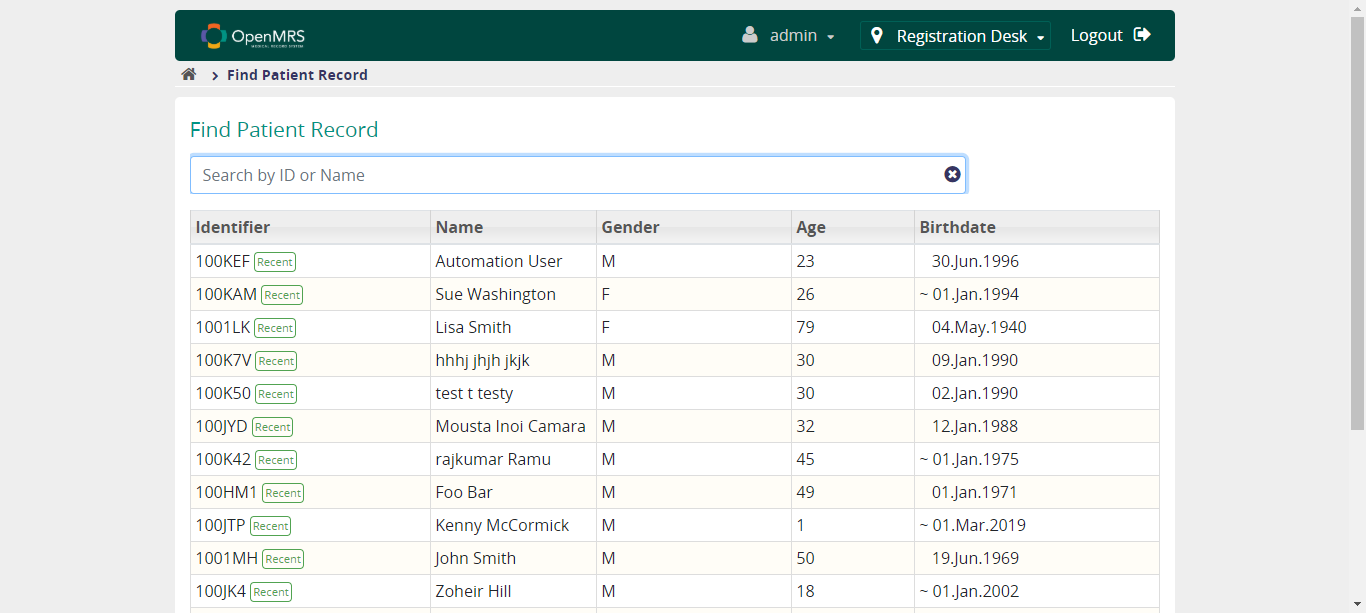 OpenMRS
MEDICAL RECORD SYSTEM
admin
Registration Desk
Logout
Find Patient Record
Find Patient Record
Search by ID or Name
Identifier Name Gender Age Birthdate
100KEF Recent Automation User M 23 30.Jun.1996
100KAM Recent Sue Washington F 26 ~ 01.Jan.1994
1001LK Recent Lisa Smith F 79 04.May.1940
100K7V Recent hhhj jhjh jkjk M 30 09.Jan.1990
100K50 Recent test t testy M 30 02.Jan.1990
100JYD Recent Mousta Inoi Camara M 32 12.Jan.1988
100K42 Recent rajkumar Ramu M 45 ~ 01.Jan.1975
100HM1 Recent Foo Bar M 49 01.Jan.1971
100JTP Recent Kenny McCormick M 1 ~ 01.Mar.2019
1001MH Recent John Smith M 50 19.Jun.1969
100JK4 Recent Zoheir Hill M 18 ~ 01.Jan.2002